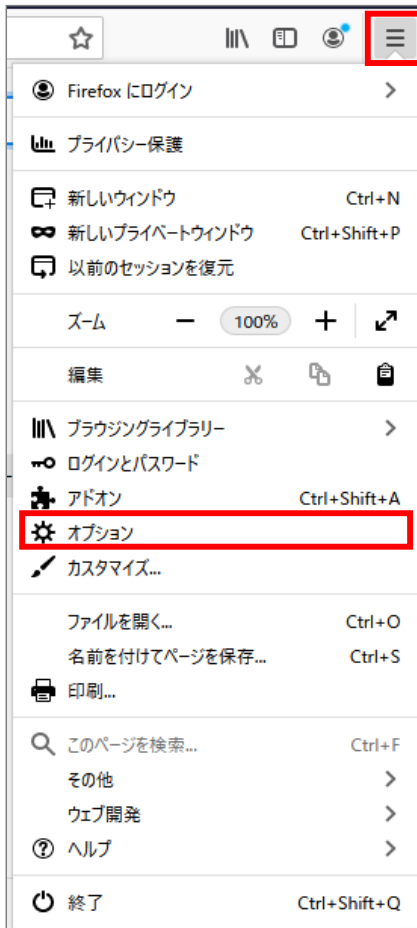 Firefox にログイン
プライバシー保護
新しいウィンドウ Ctrl+N
新しいプライベートウィンドウ Ctrl+Shift+P
以前のセッションを復元
ズーム 100%
編集
ブラウジングライブラリー
ログインとパスワード
アドオン Ctrl+Shift+A
オプション
カスタマイズ...
ファイルを開く... Ctrl+O
名前を付けてページを保存... Ctrl+S
印刷...
このページを検索... Ctrl+F
その他
ウェブ開発
ヘルプ
終了 Ctrl+Shift+Q